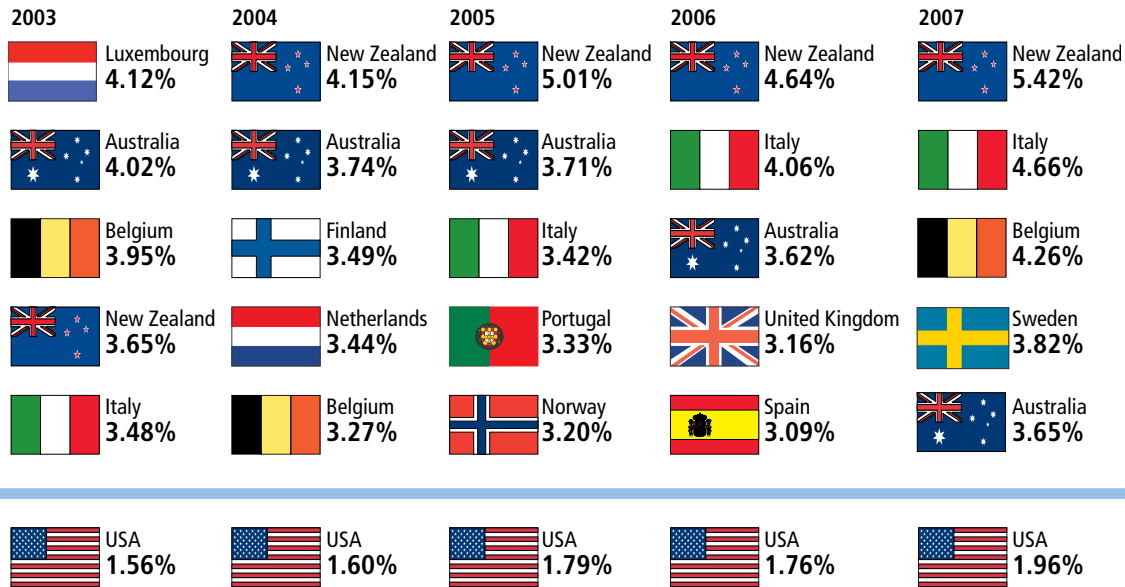 2003 2004 2005 2006 2007
Luxembourg New Zealand New Zealand New Zealand New Zealand
4.12% 4.15% 5.01% 4.64% 5.42%
Australia Australia Australia Italy Italy
4.02% 3.74% 3.71% 4.06% 4.66%
Belgium Finland Italy Australia Belgium
3.95% 3.49% 3.42% 3.62% 4.26%
New Zealand Netherlands Portugal United Kingdom Sweden
3.65% 3.44% 3.33% 3.16% 3.82%
Italy Belgium Norway Spain Australia
3.48% 3.27% 3.20% 3.09% 3.65%
USA USA USA USA USA
1.56% 1.60% 1.79% 1.76% 1.96%